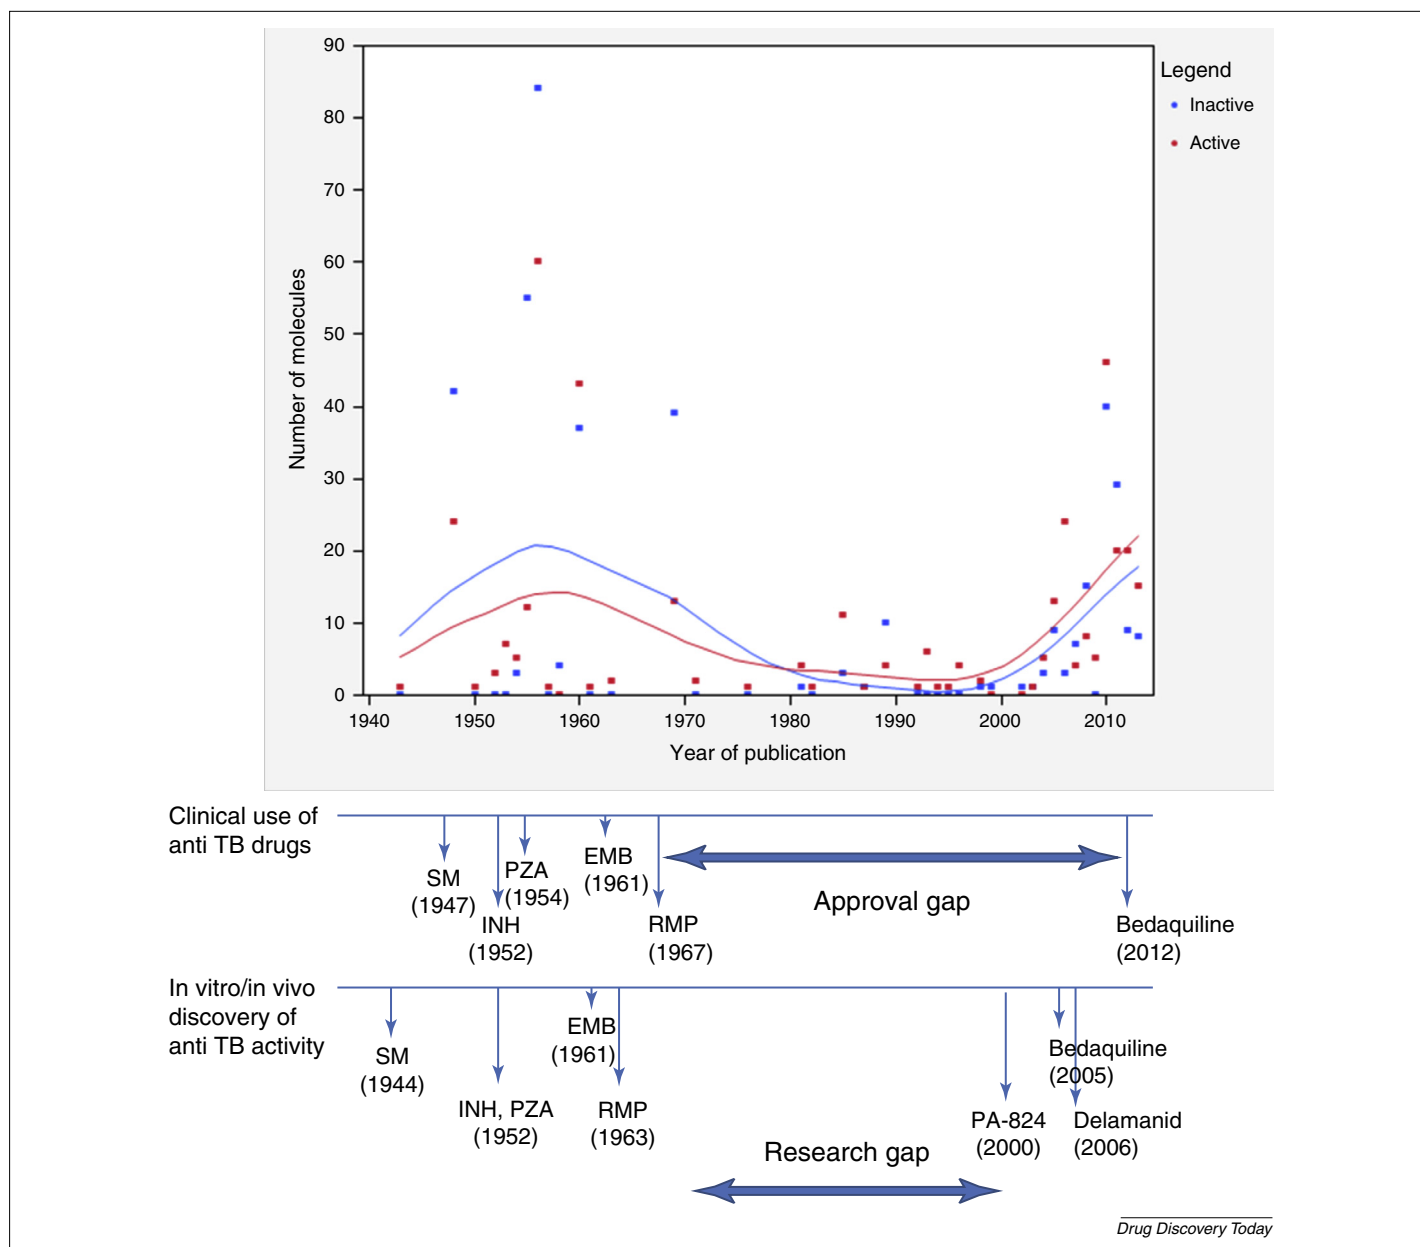 90
80
70
60
50
40
30
20
10
0
Number of molecules
1940 1950 1960 1970 1980 1990 2000 2010
Year of publication
Legend
Inactive
Active
Clinical use of
anti TB drugs
SM
(1947)
INH
(1952)
PZA
(1954)
EMB
(1961)
RMP
(1967)
Approval gap
Bedaquiline
(2012)
In vitro/in vivo
discovery of
anti TB activity
SM
(1944)
INH, PZA
(1952)
EMB
(1961)
RMP
(1963)
Research gap
PA-824
(2000)
Bedaquiline
(2005)
Delamanid
(2006)
Drug Discovery Today